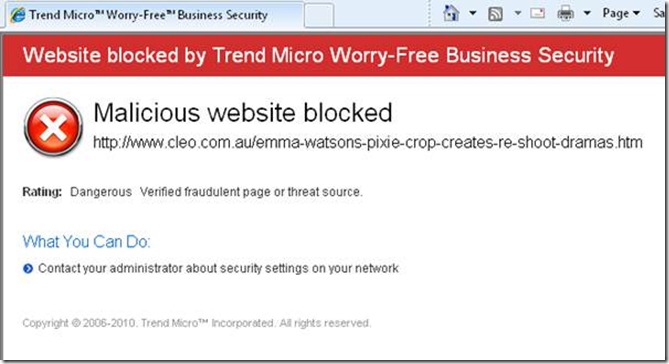 Trend Micro™ Worry-Free™ Business Security
Page
Website blocked by Trend Micro Worry-Free Business Security
Malicious website blocked
http://www.cleo.com.au/emma-watsons-pixie-crop-creates-re-shoot-dramas.htm
Rating: Dangerous Verified fraudulent page or threat source.
What You Can Do:
Contact your administrator about security settings on your network
Copyright © 2006-2010. Trend Micro™ Incorporated. All rights reserved.